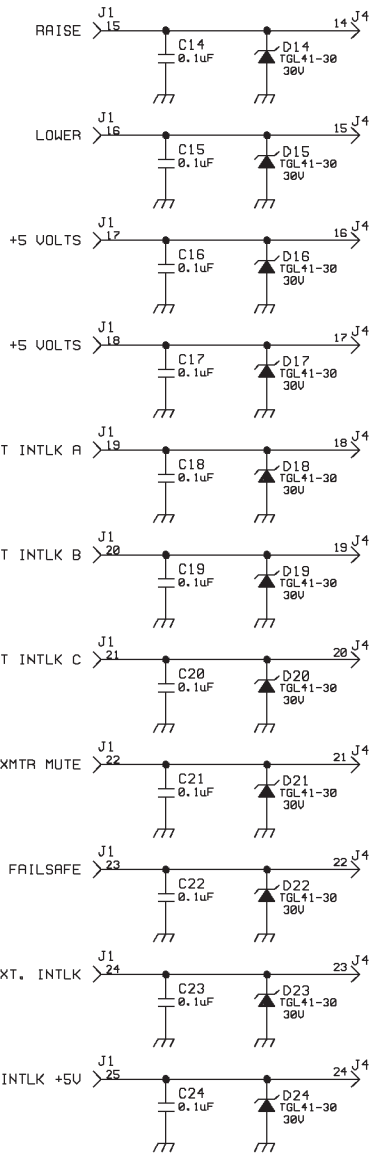 J1
RAISE 15 14 J4
C14 D14
0.1uF TGL41-30
30V
J1
LOWER 16 15 J4
C15 D15
0.1uF TGL41-30
30V
J1
+5 VOLTS 17 16 J4
C16 D16
0.1uF TGL41-30
30V
J1
+5 VOLTS 18 17 J4
C17 D17
0.1uF TGL41-30
30V
J1
T INTLK A 19 18 J4
C18 D18
0.1uF TGL41-30
30V
J1
T INTLK B 20 19 J4
C19 D19
0.1uF TGL41-30
30V
J1
T INTLK C 21 20 J4
C20 D20
0.1uF TGL41-30
30V
J1
XMTR MUTE 22 21 J4
C21 D21
0.1uF TGL41-30
30V
J1
FAILSAFE 23 22 J4
C22 D22
0.1uF TGL41-30
30V
J1
XT. INTLK 24 23 J4
C23 D23
0.1uF TGL41-30
30V
J1
INTLK +5V 25 24 J4
C24 D24
0.1uF TGL41-30
30V